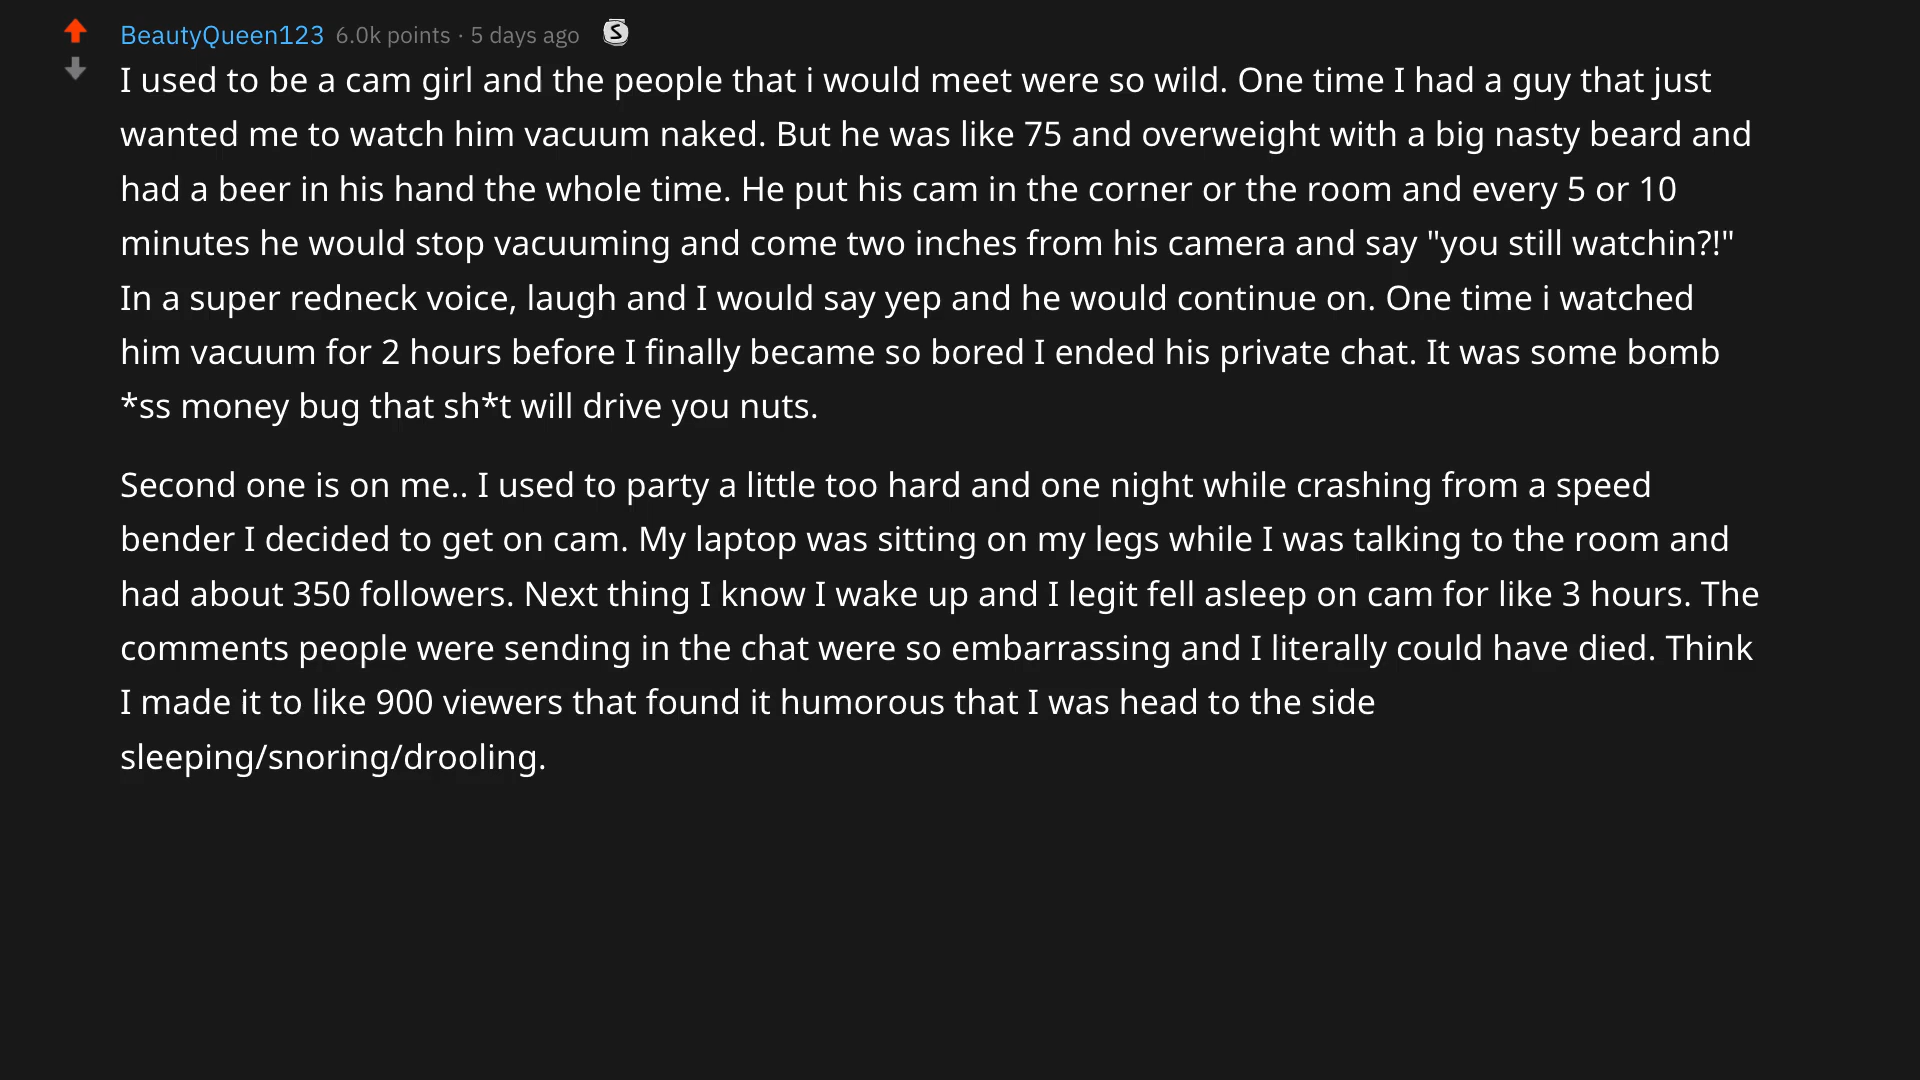 BeautyQueen123 6.0k points · 5 days ago S
I used to be a cam girl and the people that i would meet were so wild. One time I had a guy that just
wanted me to watch him vacuum naked. But he was like 75 and overweight with a big nasty beard and
had a beer in his hand the whole time. He put his cam in the corner or the room and every 5 or 10
minutes he would stop vacuuming and come two inches from his camera and say "you still watchin?!"
In a super redneck voice, laugh and I would say yep and he would continue on. One time i watched
him vacuum for 2 hours before I finally became so bored I ended his private chat. It was some bomb
*ss money bug that sh*t will drive you nuts.
Second one is on me.. I used to party a little too hard and one night while crashing from a speed
bender I decided to get on cam. My laptop was sitting on my legs while I was talking to the room and
had about 350 followers. Next thing I know I wake up and I legit fell asleep on cam for like 3 hours. The
comments people were sending in the chat were so embarrassing and I literally could have died. Think
I made it to like 900 viewers that found it humorous that I was head to the side
sleeping/snoring/drooling.